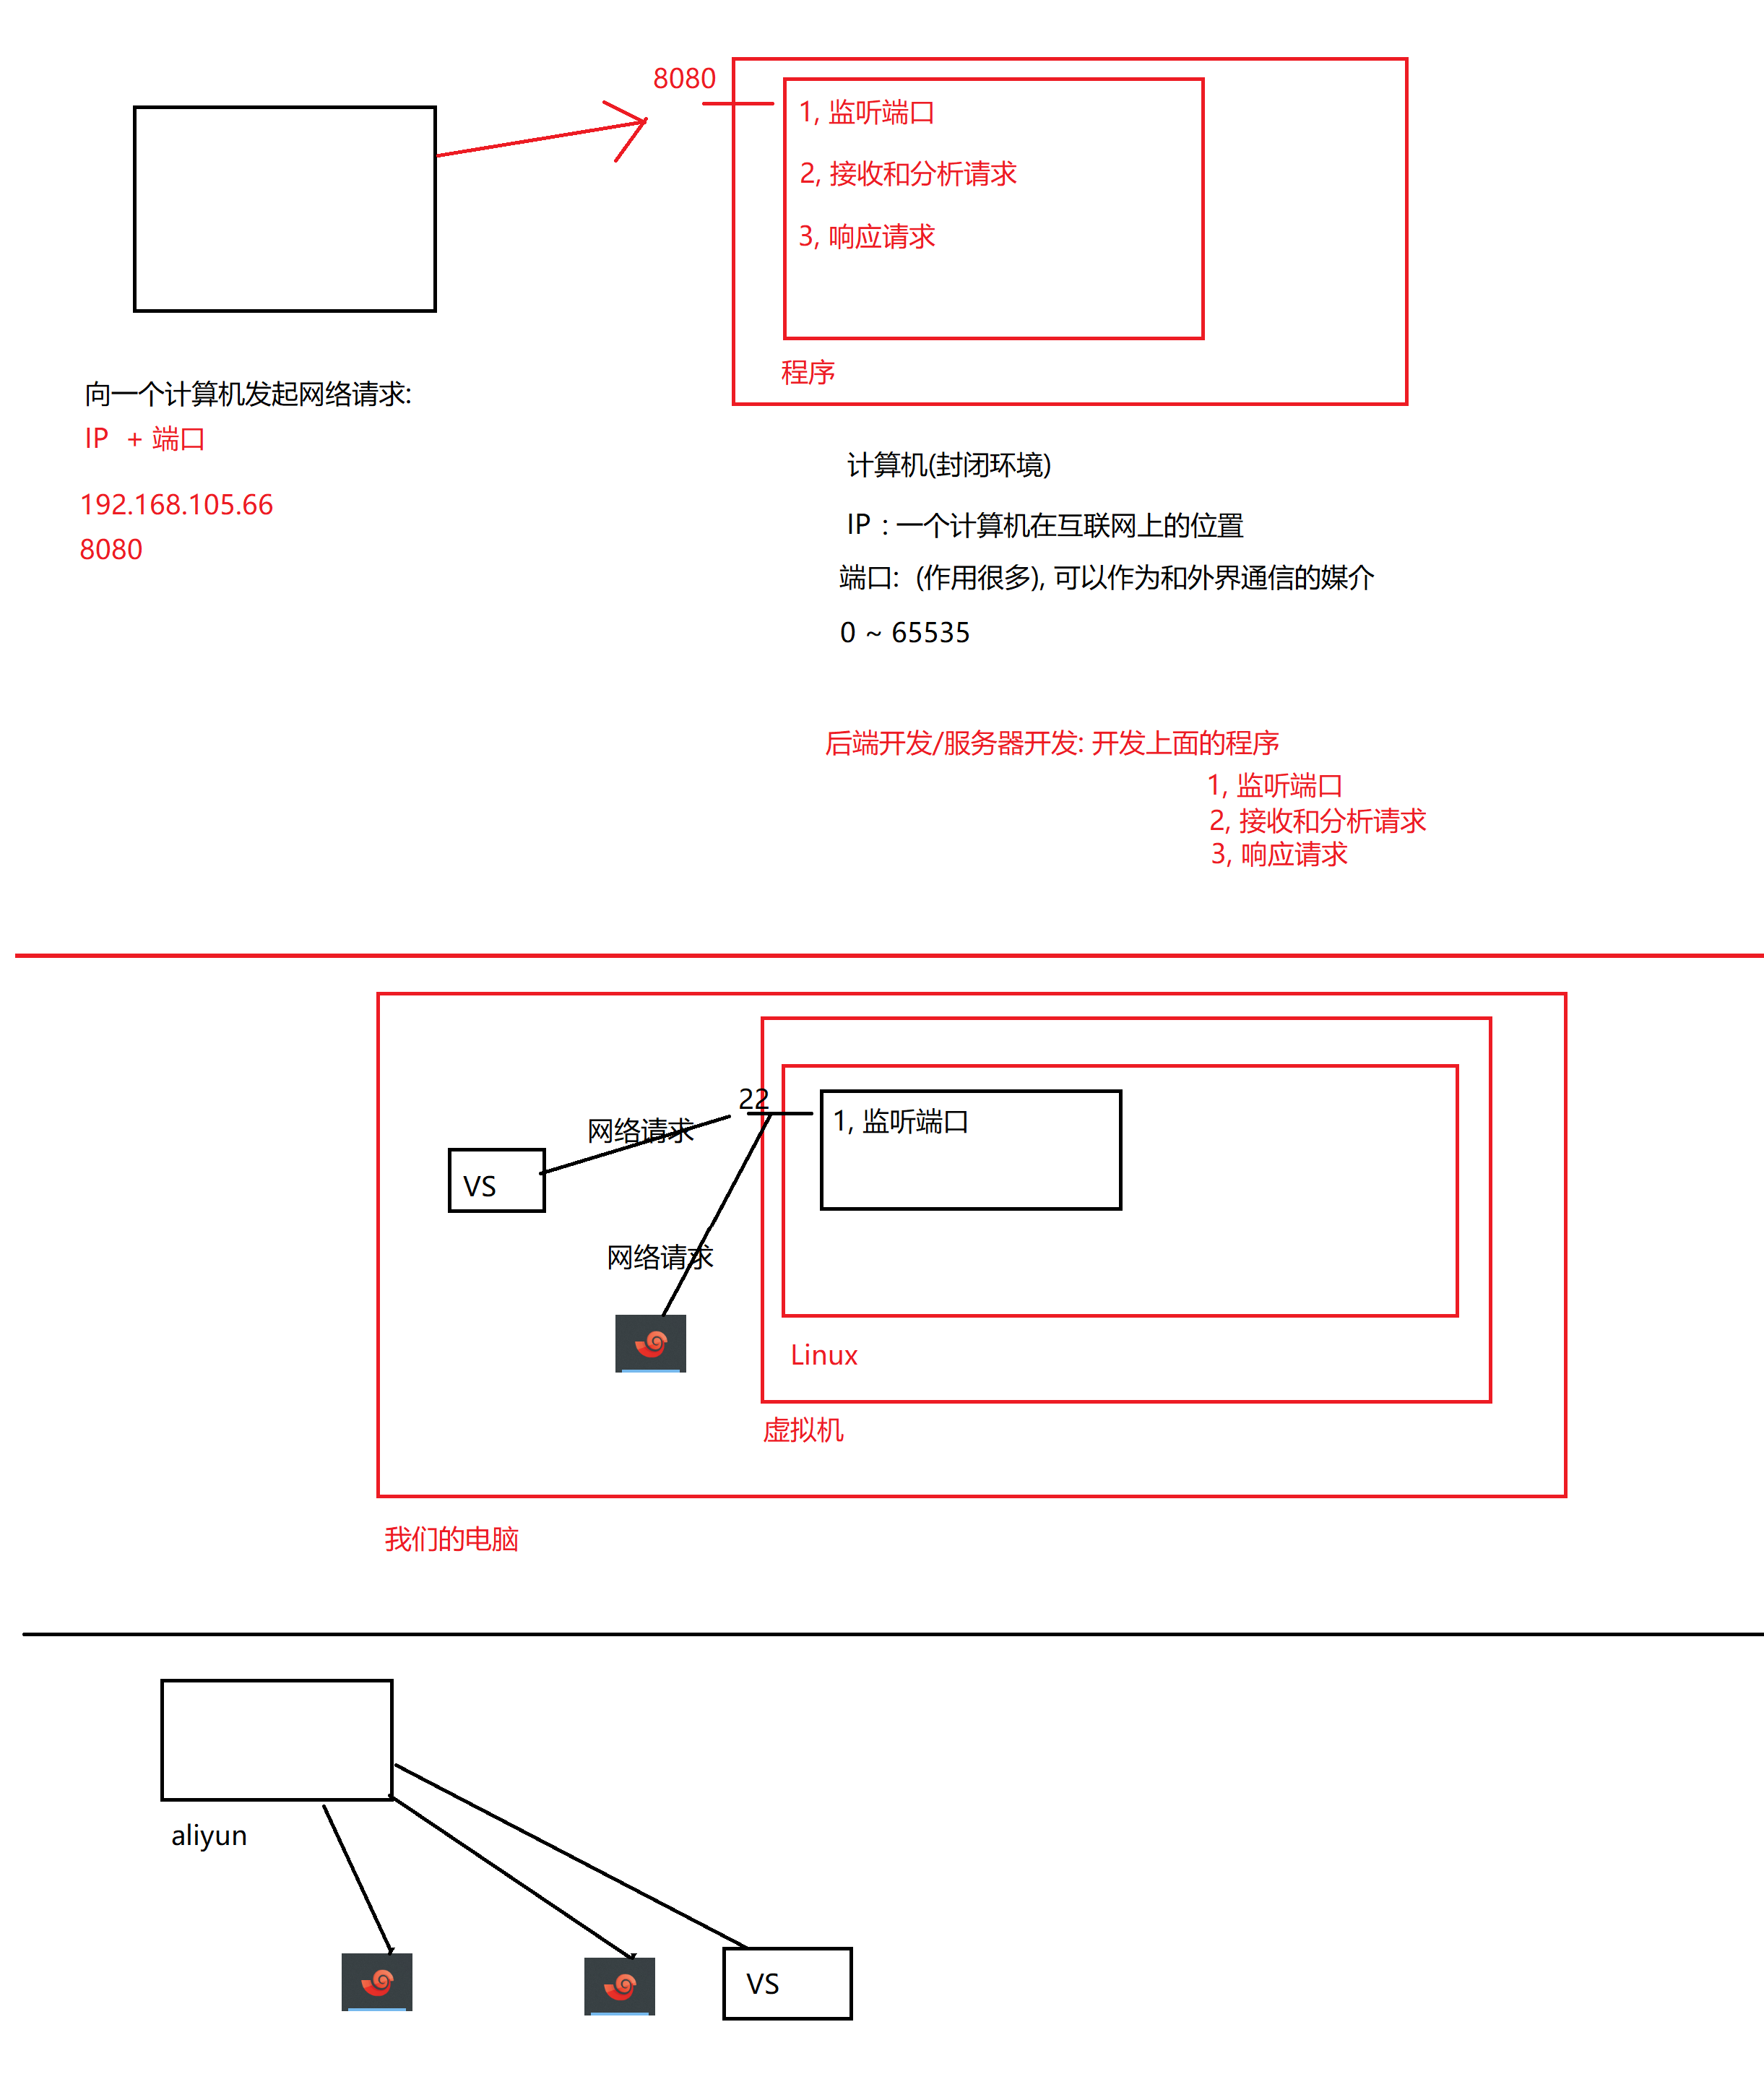 8080
1, 监听端口
2, 接收和分析请求
3, 响应请求
程序
向一个计算机发起网络请求:
IP + 端口
192.168.105.66
8080
计算机(封闭环境)
IP : 一个计算机在互联网上的位置
端口: (作用很多), 可以作为和外界通信的媒介
0 ~ 65535
后端开发/服务器开发: 开发上面的程序
1, 监听端口
2, 接收和分析请求
3, 响应请求
22
1, 监听端口
网络请求
VS
网络请求
Linux
虚拟机
我们的电脑
aliyun
VS